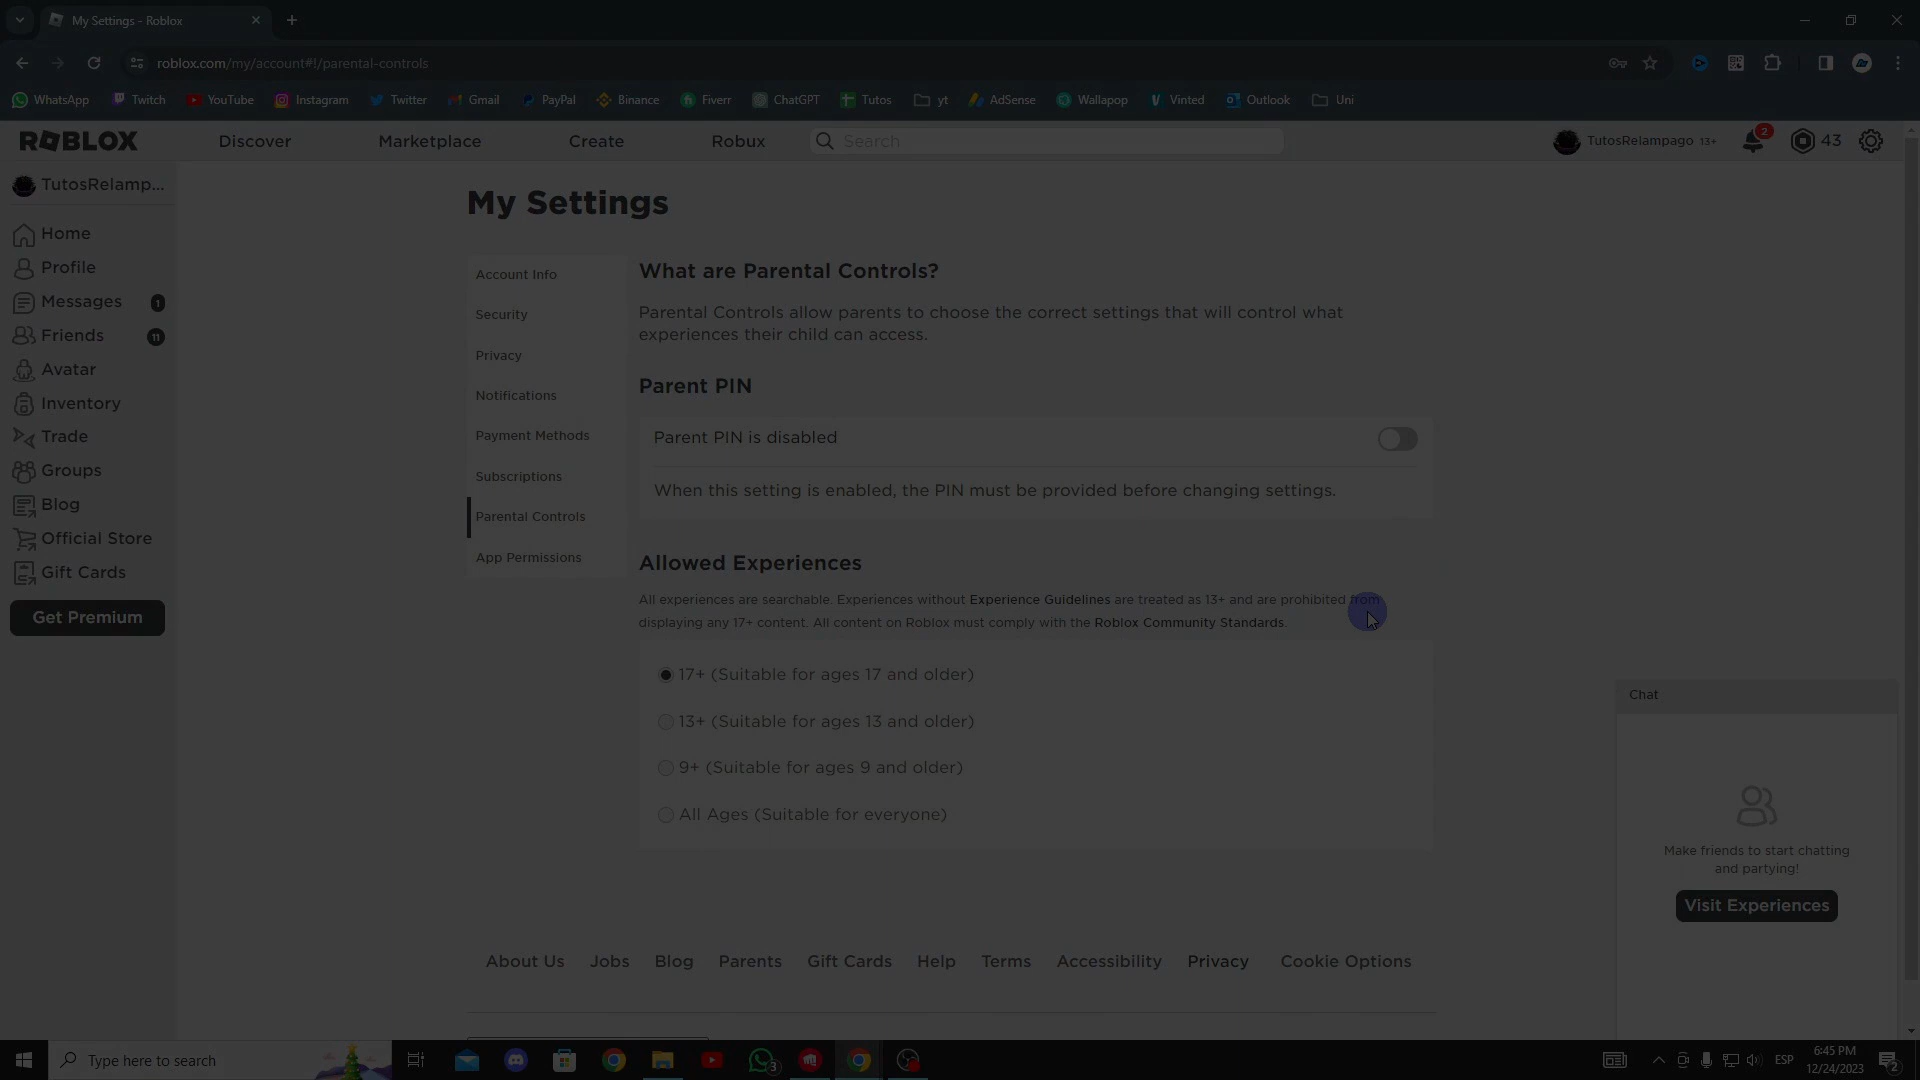 My Settings - Roblox
roblox.com/my/account#!/parental-controls
WhatsApp Twitch YouTube Instagram Twitter Gmail PayPal Binance Fiverr ChatGPT Tutos yt AdSense Wallapop Vinted Outlook Uni
ROBLOX Discover Marketplace Create Robux Search TutosRelampago 13+ 2 43
TutosRelamp...
Home
Profile
Messages 1
Friends 11
Avatar
Inventory
Trade
Groups
Blog
Official Store
Gift Cards
Get Premium
My Settings
Account Info
Security
Privacy
Notifications
Payment Methods
Subscriptions
Parental Controls
App Permissions
What are Parental Controls?
Parental Controls allow parents to choose the correct settings that will control what
experiences their child can access.
Parent PIN
Parent PIN is disabled
When this setting is enabled, the PIN must be provided before changing settings.
Allowed Experiences
All experiences are searchable. Experiences without Experience Guidelines are treated as 13+ and are prohibited from
displaying any 17+ content. All content on Roblox must comply with the Roblox Community Standards.
17+ (Suitable for ages 17 and older)
13+ (Suitable for ages 13 and older)
9+ (Suitable for ages 9 and older)
All Ages (Suitable for everyone)
Chat
Make friends to start chatting
and partying!
Visit Experiences
About Us Jobs Blog Parents Gift Cards Help Terms Accessibility Privacy Cookie Options
Type here to search
3
ESP
6:45 PM
12/24/2023
2